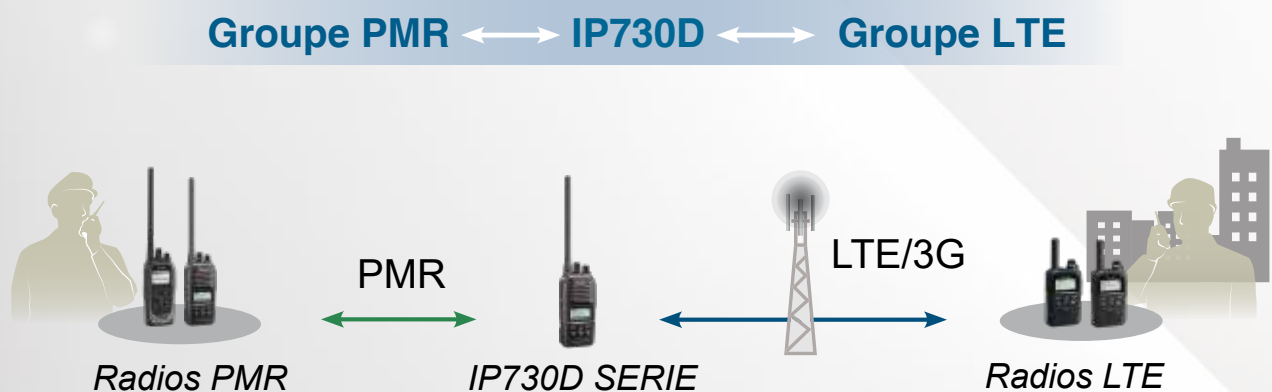 Groupe PMR IP730D Groupe LTE
PMR
LTE/3G
Radios PMR
IP730D SERIE
Radios LTE